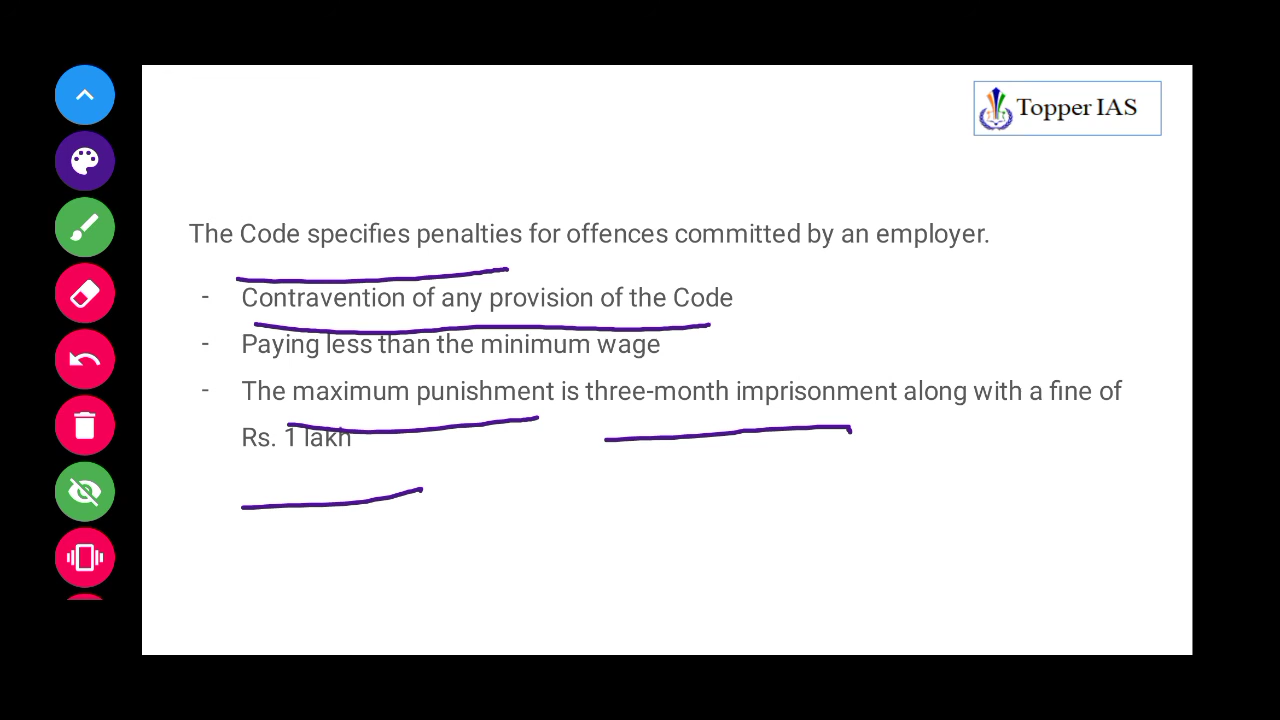 Topper IAS
The Code specifies penalties for offences committed by an employer.
- Contravention of any provision of the Code
- Paying less than the minimum wage
- The maximum punishment is three-month imprisonment along with a fine of
Rs. 1 lakh